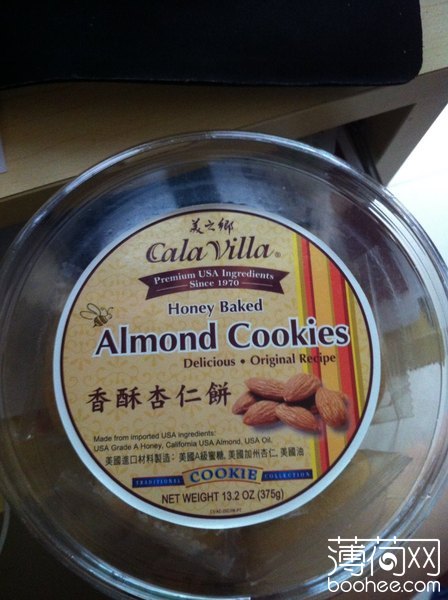 美之鄉
Cala Villa®
Premium USA Ingredients
Since 1970
Honey Baked
Almond Cookies
Delicious • Original Recipe
香酥杏仁餅
Made from imported USA ingredients:
USA Grade A Honey, California USA Almond, USA Oil.
美國進口材料製造：美國A級蜜糖, 美國加州杏仁, 美國油
TRADITIONAL COOKIE COLLECTION
NET WEIGHT 13.2 OZ (375g)
薄荷网
boohee.com